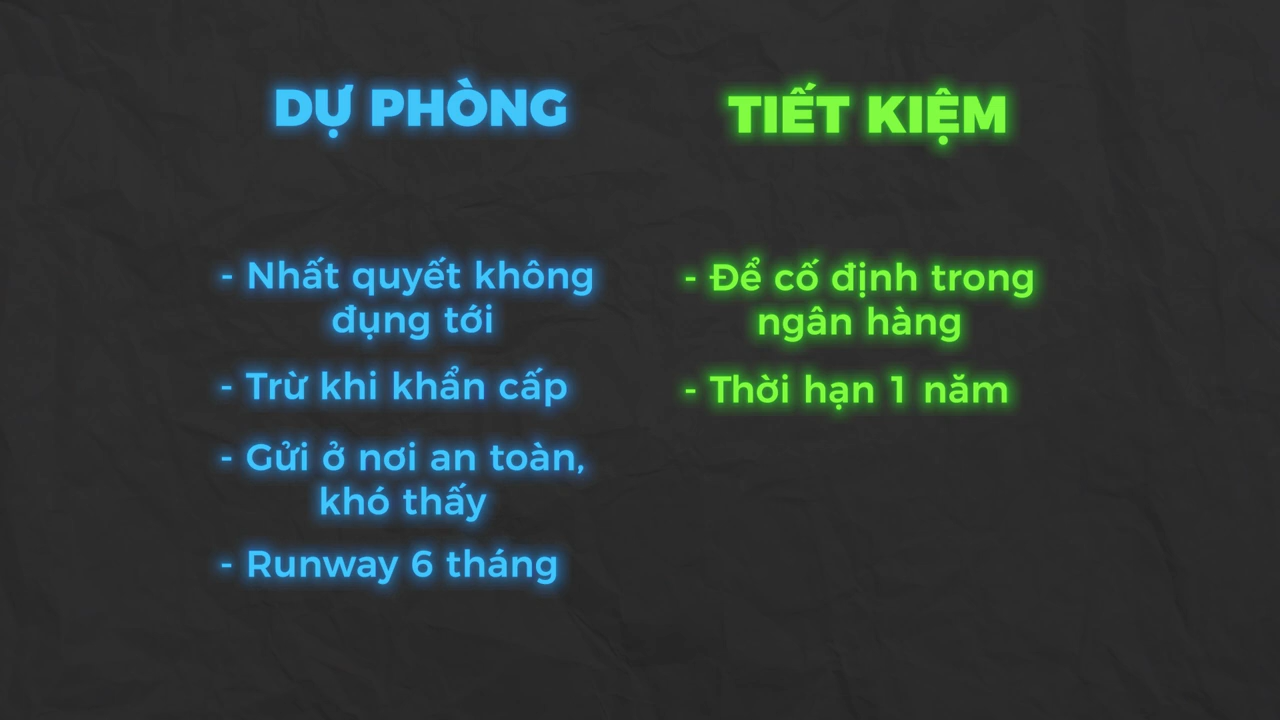 DỰ PHÒNG
- Nhất quyết không
đụng tới
- Trừ khi khẩn cấp
- Gửi ở nơi an toàn,
khó thấy
- Runway 6 tháng
TIẾT KIỆM
- Để cố định trong
ngân hàng
- Thời hạn 1 năm